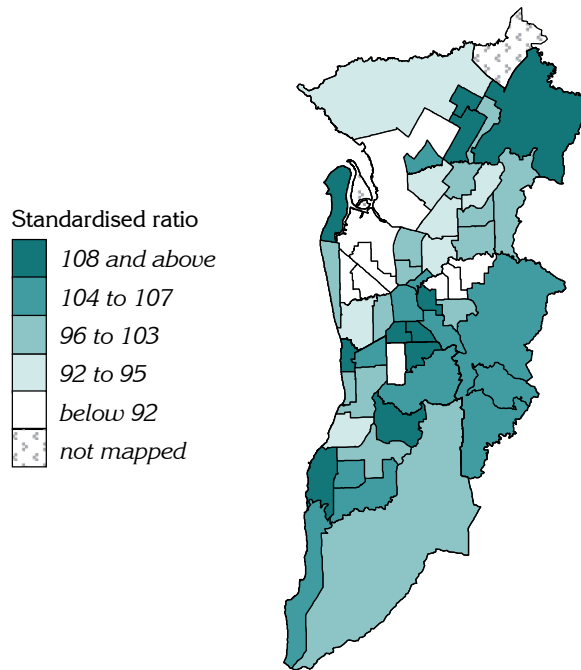 Standardised ratio
108 and above
104 to 107
96 to 103
92 to 95
below 92
not mapped